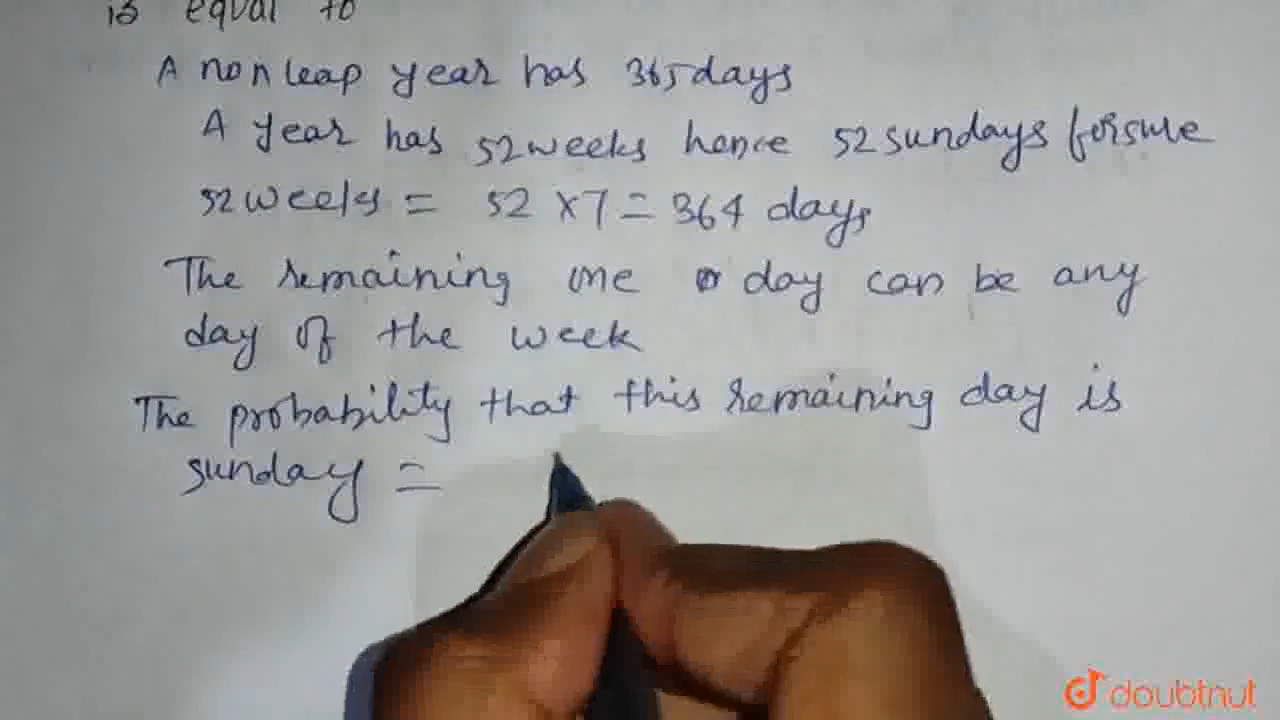 is equal to
A non leap year has 365 days
A year has 52 weeks hence 52 sundays forsure
52 weeks = 52 × 7 = 364 days
The remaining one day can be any
day of the week
The probability that this remaining day is
sunday =
doubtnut